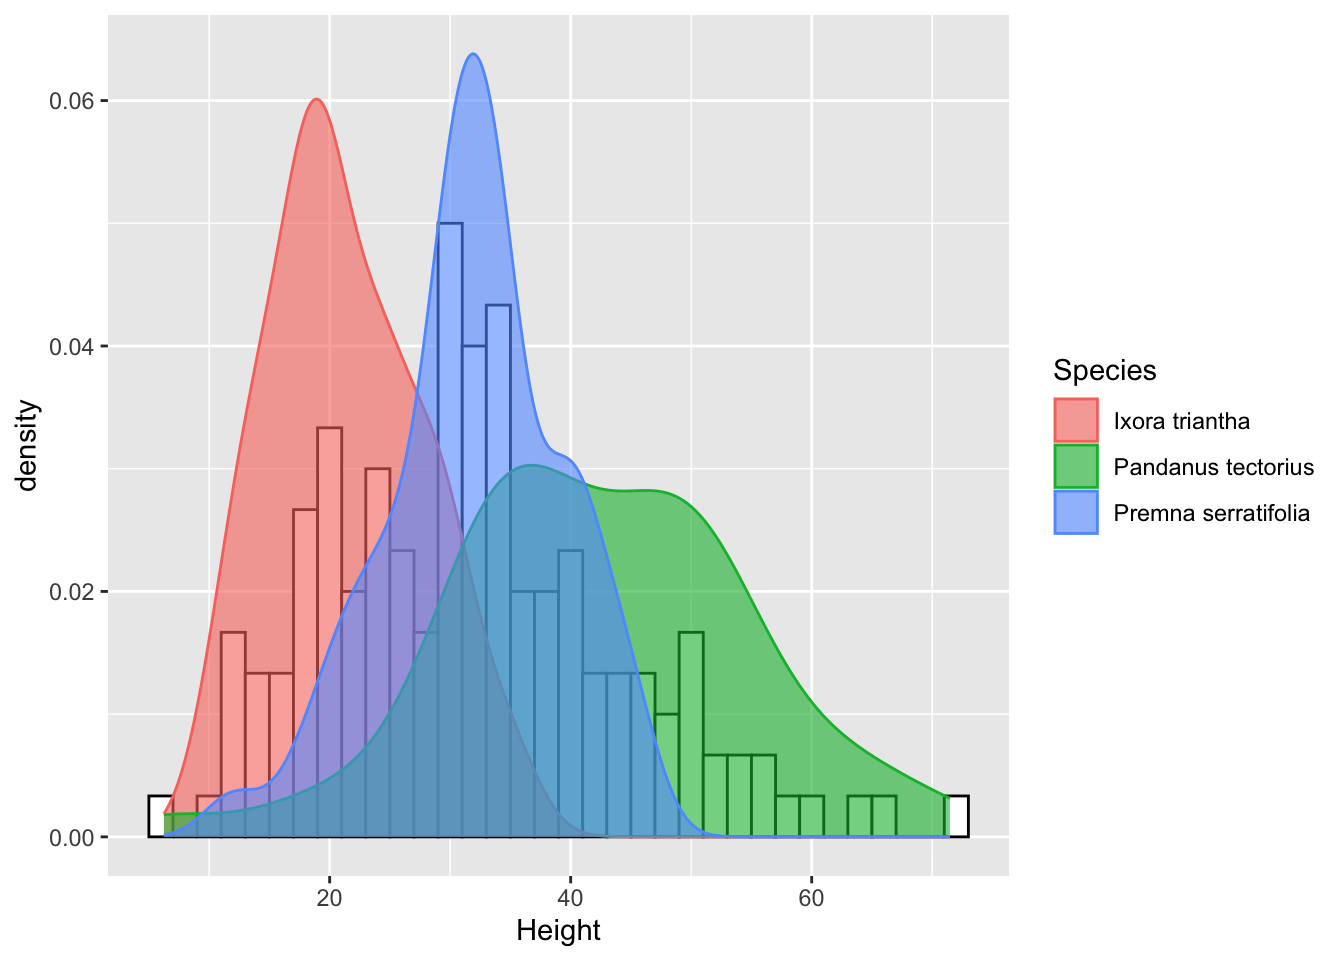 0.06
0.04
0.02
0.00
density
20 40 60
Height
Species
Ixora triantha
Pandanus tectorius
Premna serratifolia